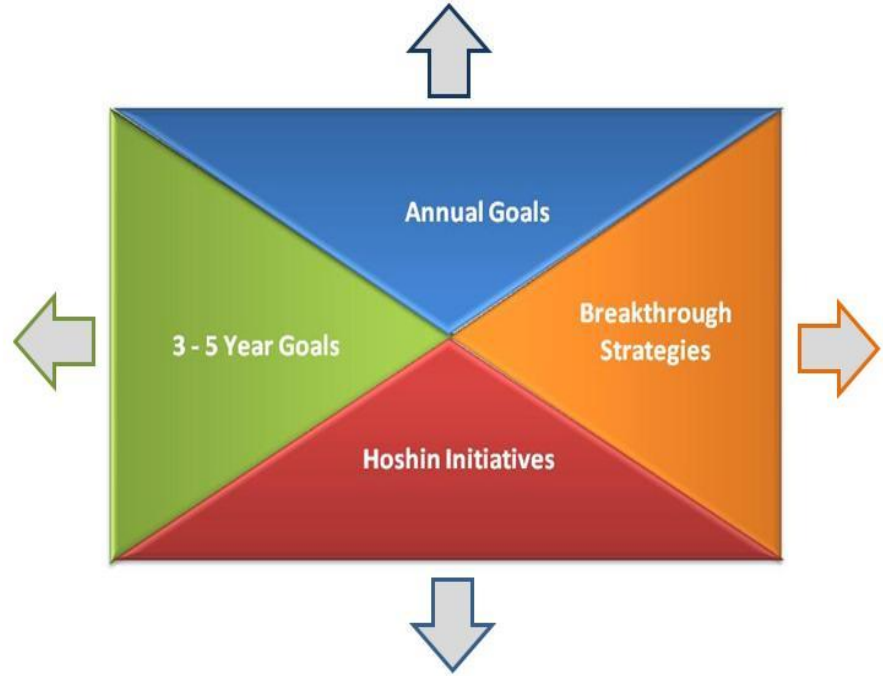 Annual Goals
Breakthrough
Strategies
3 - 5 Year Goals
Hoshin Initiatives